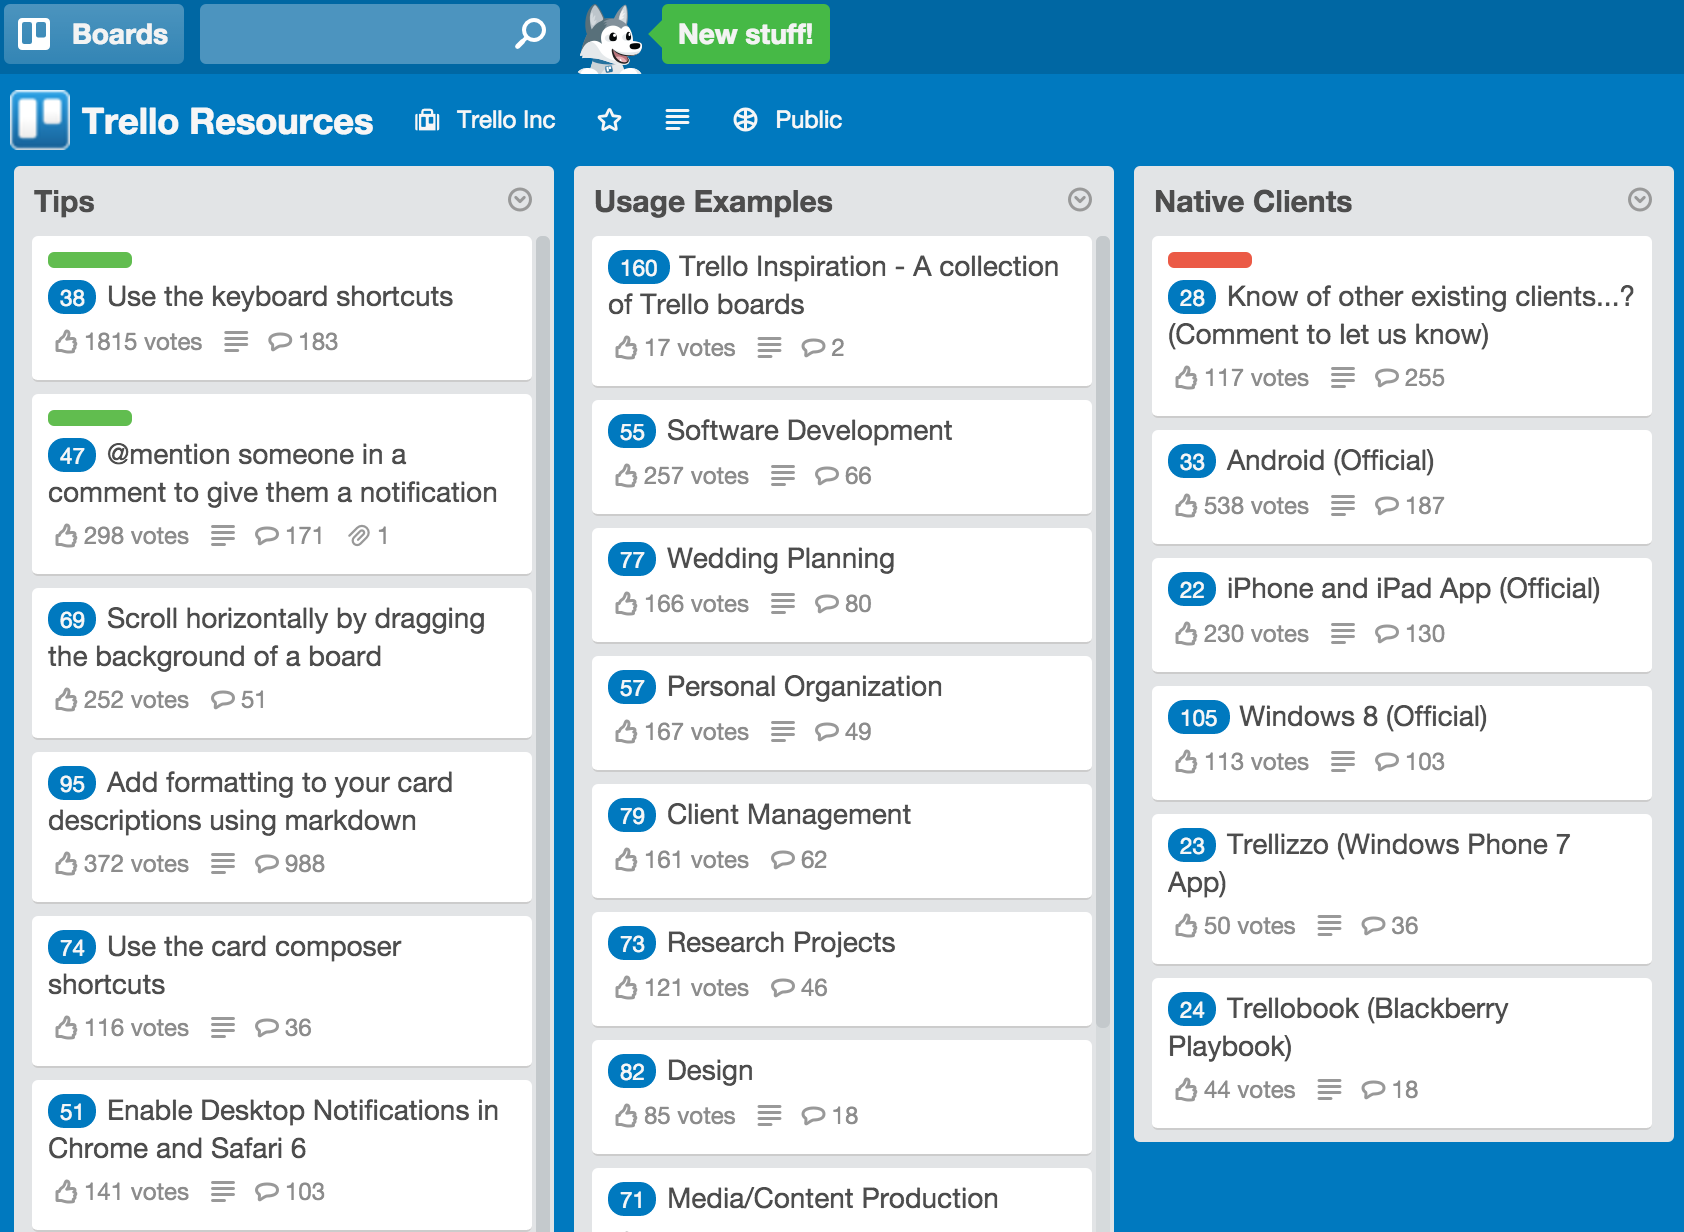 Boards
New stuff!
Trello Resources
Trello Inc
Public
Tips
38 Use the keyboard shortcuts
1815 votes 183
47 @mention someone in a
comment to give them a notification
298 votes 171 1
69 Scroll horizontally by dragging
the background of a board
252 votes 51
95 Add formatting to your card
descriptions using markdown
372 votes 988
74 Use the card composer
shortcuts
116 votes 36
51 Enable Desktop Notifications in
Chrome and Safari 6
141 votes 103
Usage Examples
160 Trello Inspiration - A collection
of Trello boards
17 votes 2
55 Software Development
257 votes 66
77 Wedding Planning
166 votes 80
57 Personal Organization
167 votes 49
79 Client Management
161 votes 62
73 Research Projects
121 votes 46
82 Design
85 votes 18
71 Media/Content Production
Native Clients
28 Know of other existing clients...?
(Comment to let us know)
117 votes 255
33 Android (Official)
538 votes 187
22 iPhone and iPad App (Official)
230 votes 130
105 Windows 8 (Official)
113 votes 103
23 Trellizzo (Windows Phone 7
App)
50 votes 36
24 Trellobook (Blackberry
Playbook)
44 votes 18